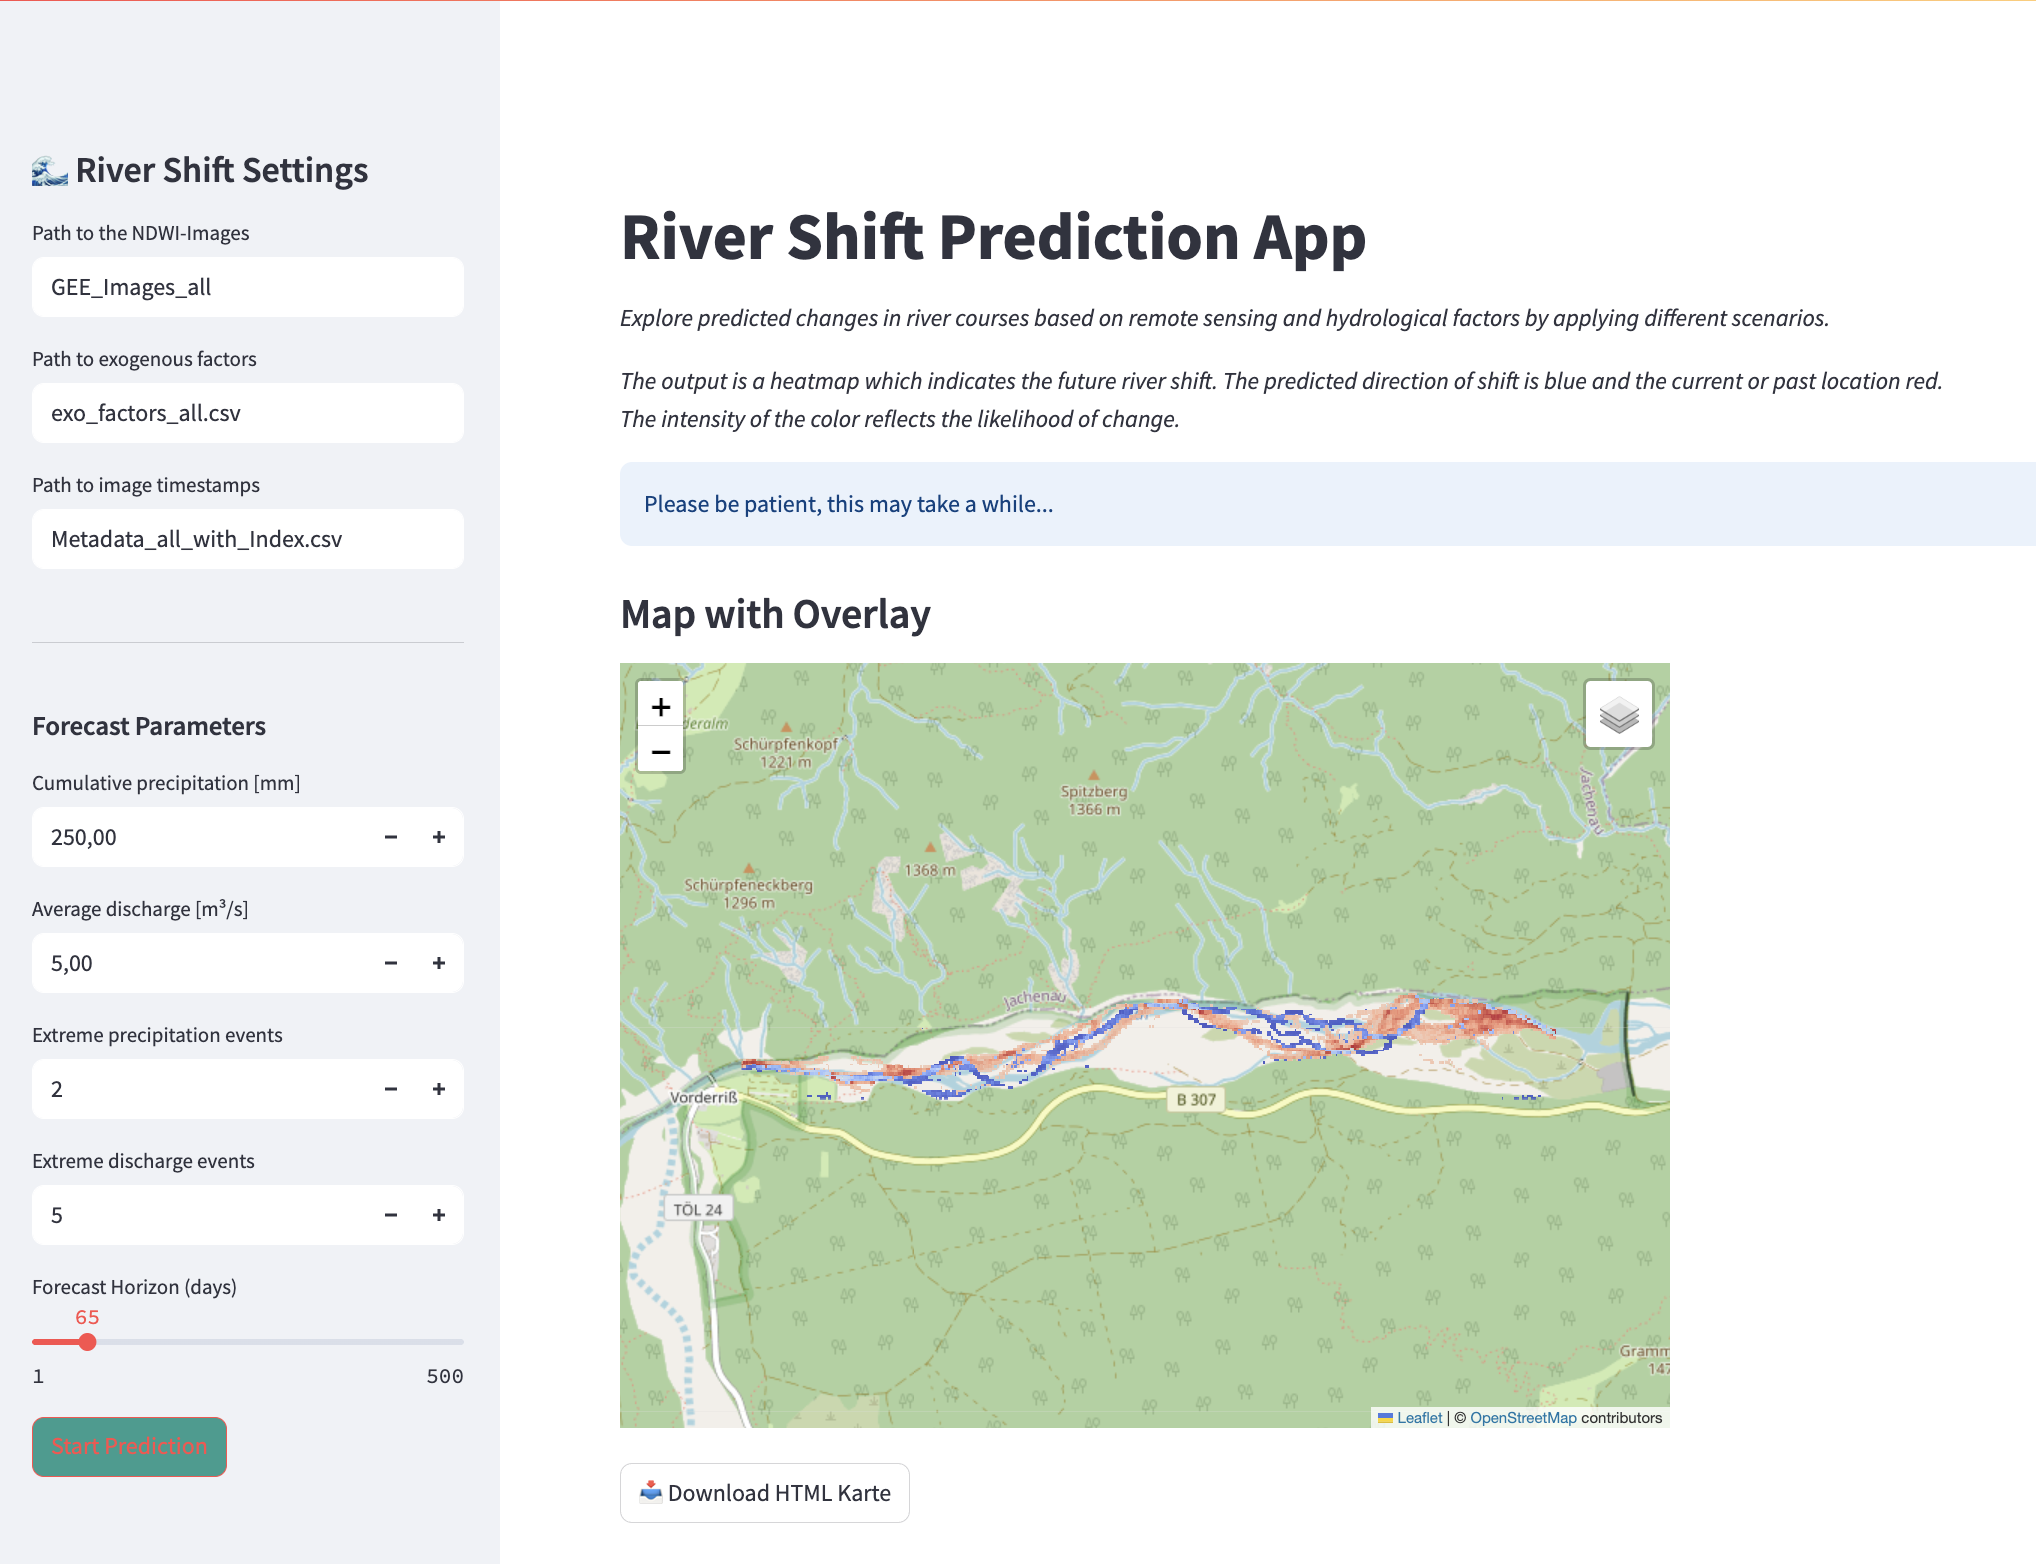 River Shift Settings
Path to the NDWI-Images
GEE_Images_all
Path to exogenous factors
exo_factors_all.csv
Path to image timestamps
Metadata_all_with_Index.csv
Forecast Parameters
Cumulative precipitation [mm]
250,00
Average discharge [m³/s]
5,00
Extreme precipitation events
2
Extreme discharge events
5
Forecast Horizon (days)
65
1 500
Start Prediction
River Shift Prediction App
Explore predicted changes in river courses based on remote sensing and hydrological factors by applying different scenarios.
The output is a heatmap which indicates the future river shift. The predicted direction of shift is blue and the current or past location red.
The intensity of the color reflects the likelihood of change.
Please be patient, this may take a while...
Map with Overlay
+
−
deralm
Schürpfenkopf
1221 m
Spitzberg
1366 m
Jachenau
1368 m
Schürpfeneckberg
1296 m
Jachenau
Vorderriß
B 307
TÖL 24
Gramm
147
Leaflet | © OpenStreetMap contributors
Download HTML Karte